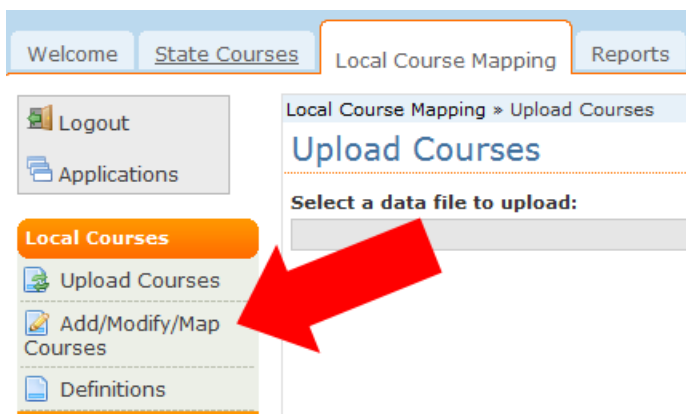 Welcome
State Courses
Local Course Mapping
Reports
Logout
Applications
Local Course Mapping » Upload Courses
Upload Courses
Select a data file to upload:
Local Courses
Upload Courses
Add/Modify/Map
Courses
Definitions